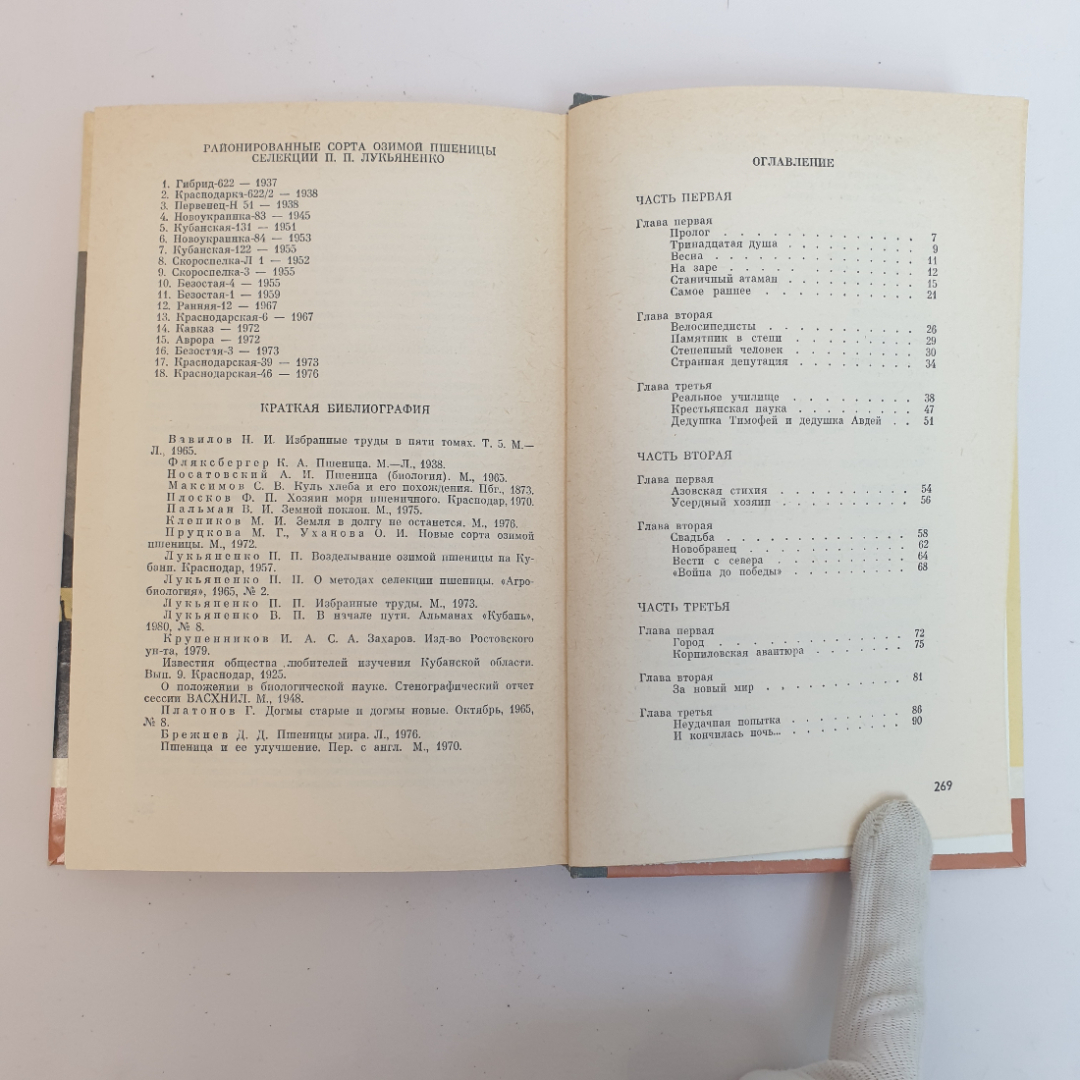 РАЙОНИРОВАННЫЕ СОРТА ОЗИМОЙ ПШЕНИЦЫ
СЕЛЕКЦИИ П. П. ЛУКЬЯНЕНКО
1. Гибрид-622 — 1937
2. Краснодарка-622/2 — 1938
3. Первенец-Н 51 — 1938
4. Новоукраинка-83 — 1945
5. Кубанская-131 — 1951
6. Новоукраинка-84 — 1953
7. Кубанская-122 — 1955
8. Скороспелка-Л 1 — 1952
9. Скороспелка-3 — 1955
10. Безостая-4 — 1955
11. Безостая-1 — 1959
12. Ранняя-12 — 1967
13. Краснодарская-6 — 1967
14. Кавказ — 1972
15. Аврора — 1972
16. Безостая-3 — 1973
17. Краснодарская-39 — 1973
18. Краснодарская-46 — 1976
КРАТКАЯ БИБЛИОГРАФИЯ
Вавилов Н. И. Избранные труды в пяти томах. Т. 5. М.—
Л., 1965.
Фляксбергер К. А. Пшеница. М.—Л., 1938.
Носатовский А. И. Пшеница (биология). М., 1965.
Максимов С. В. Куль хлеба и его похождения. Пбг., 1873.
Плосков Ф. П. Хозяин моря пшеничного. Краснодар, 1970.
Пальман В. И. Земной поклон. М., 1975.
Клепиков М. И. Земля в долгу не останется. М., 1976.
Пруцкова М. Г., Уханова О. И. Новые сорта озимой
пшеницы. М., 1972.
Лукьяненко П. П. Возделывание озимой пшеницы на Ку-
бани. Краснодар, 1957.
Лукьяненко П. П. О методах селекции пшеницы. «Агро-
биология», 1965, № 2.
Лукьяненко П. П. Избранные труды. М., 1973.
Лукьяненко В. П. В начале пути. Альманах «Кубань»,
1980, № 8.
Крупенников И. А. С. А. Захаров. Изд-во Ростовского
ун-та, 1979.
Известия общества любителей изучения Кубанской области.
Вып. 9. Краснодар, 1925.
О положении в биологической науке. Стенографический отчет
сессии ВАСХНИЛ. М., 1948.
Платонов Г. Догмы старые и догмы новые. Октябрь, 1965,
№ 8.
Брежнев Д. Д. Пшеницы мира. Л., 1976.
Пшеница и ее улучшение. Пер. с англ. М., 1970.
ОГЛАВЛЕНИЕ
ЧАСТЬ ПЕРВАЯ
Глава первая
Пролог . . . . . . . . . . . . . 7
Тринадцатая душа . . . . . . . . . 9
Весна . . . . . . . . . . . . . 11
На заре . . . . . . . . . . . . 12
Станичный атаман . . . . . . . . . 15
Самое раннее . . . . . . . . . . 21
Глава вторая
Велосипедисты . . . . . . . . . . 26
Памятник в степи . . . . . . . . . 29
Степенный человек . . . . . . . . 30
Странная депутация . . . . . . . . 34
Глава третья
Реальное училище . . . . . . . . 38
Крестьянская наука . . . . . . . . 47
Дедушка Тимофей и дедушка Авдей . . 51
ЧАСТЬ ВТОРАЯ
Глава первая
Азовская стихия . . . . . . . . . 54
Усердный хозяин . . . . . . . . . 56
Глава вторая
Свадьба . . . . . . . . . . . . 58
Новобранец . . . . . . . . . . . 62
Вести с севера . . . . . . . . . . 64
«Война до победы» . . . . . . . . 68
ЧАСТЬ ТРЕТЬЯ
Глава первая
Город . . . . . . . . . . . . . 72
Корниловская авантюра . . . . . . . 75
Глава вторая
За новый мир . . . . . . . . . . 81
Глава третья
Неудачная попытка . . . . . . . . 86
И кончилась ночь... . . . . . . . . 90
269